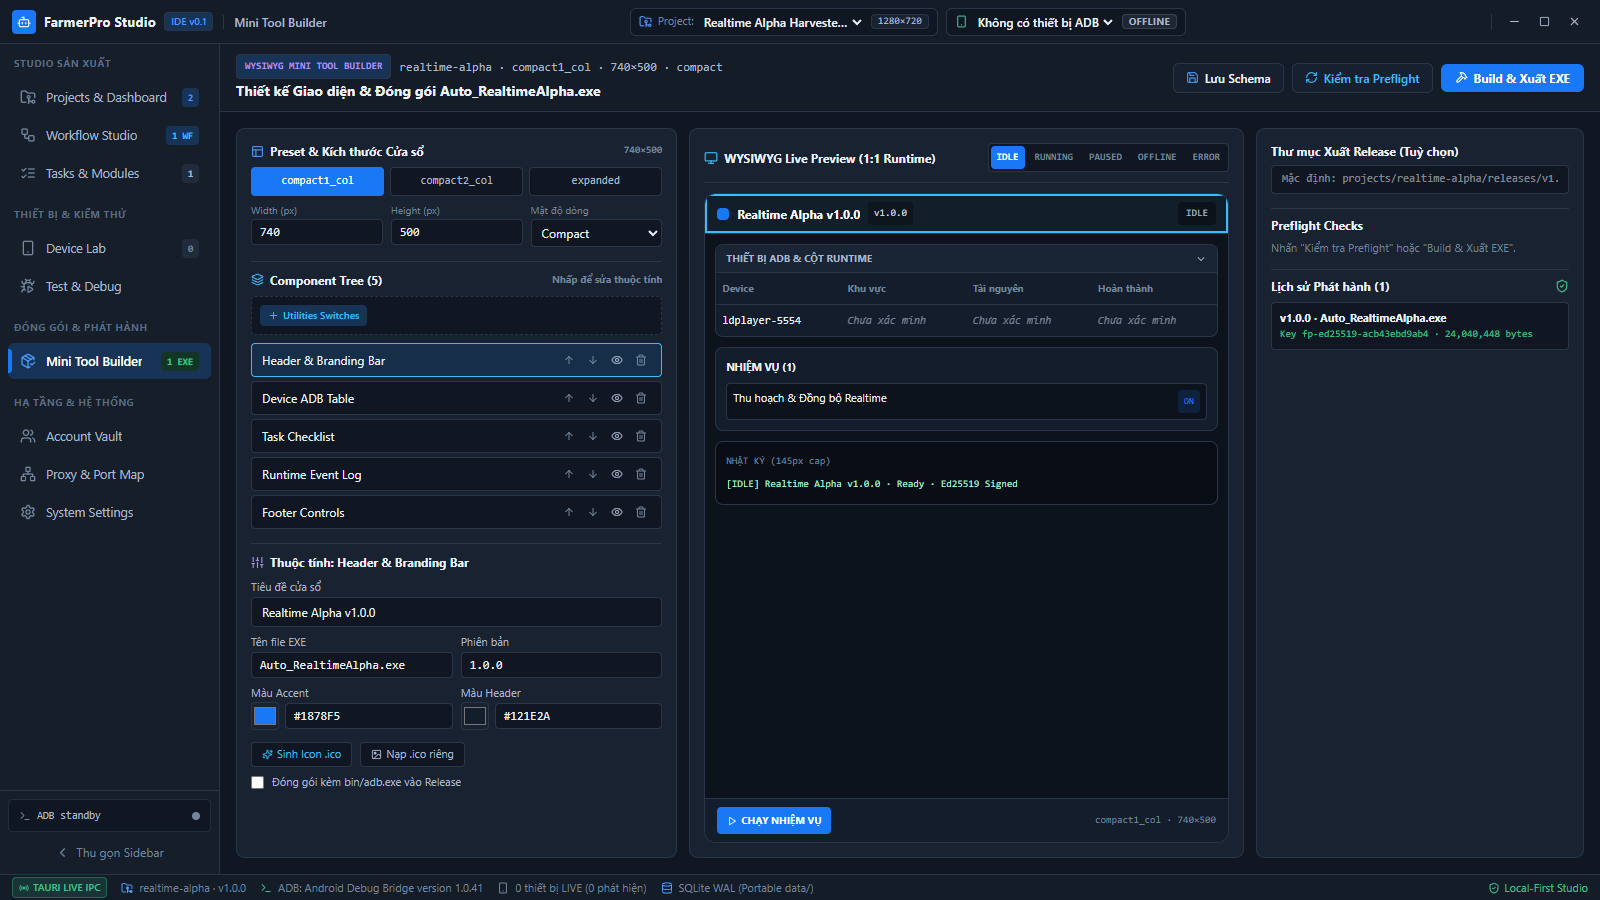 FarmerPro Studio IDE v0.1 Mini Tool Builder Project: Realtime Alpha Harveste... 1280×720 Không có thiết bị ADB OFFLINE
STUDIO SẢN XUẤT
Projects & Dashboard 2
Workflow Studio 1 WF
Tasks & Modules 1
THIẾT BỊ & KIỂM THỬ
Device Lab 0
Test & Debug
ĐÓNG GÓI & PHÁT HÀNH
Mini Tool Builder 1 EXE
HẠ TẦNG & HỆ THỐNG
Account Vault
Proxy & Port Map
System Settings
ADB standby
Thu gọn Sidebar
WYSIWYG MINI TOOL BUILDER realtime-alpha · compact1_col · 740×500 · compact
Thiết kế Giao diện & Đóng gói Auto_RealtimeAlpha.exe
Lưu Schema Kiểm tra Preflight Build & Xuất EXE
Preset & Kích thước Cửa sổ 740×500
compact1_col compact2_col expanded
Width (px) Height (px) Mật độ dòng
740 500 Compact
Component Tree (5) Nhấp để sửa thuộc tính
+ Utilities Switches
Header & Branding Bar
Device ADB Table
Task Checklist
Runtime Event Log
Footer Controls
Thuộc tính: Header & Branding Bar
Tiêu đề cửa sổ
Realtime Alpha v1.0.0
Tên file EXE Phiên bản
Auto_RealtimeAlpha.exe 1.0.0
Màu Accent Màu Header
#1878F5 #121E2A
Sinh Icon .ico Nạp .ico riêng
Đóng gói kèm bin/adb.exe vào Release
WYSIWYG Live Preview (1:1 Runtime) IDLE RUNNING PAUSED OFFLINE ERROR
Realtime Alpha v1.0.0 v1.0.0 IDLE
THIẾT BỊ ADB & CỘT RUNTIME
Device Khu vực Tài nguyên Hoàn thành
ldplayer-5554 Chưa xác minh Chưa xác minh Chưa xác minh
NHIỆM VỤ (1)
Thu hoạch & Đồng bộ Realtime ON
NHẬT KÝ (145px cap)
[IDLE] Realtime Alpha v1.0.0 · Ready · Ed25519 Signed
CHẠY NHIỆM VỤ compact1_col · 740×500
Thư mục Xuất Release (Tuỳ chọn)
Mặc định: projects/realtime-alpha/releases/v1.
Preflight Checks
Nhấn "Kiểm tra Preflight" hoặc "Build & Xuất EXE".
Lịch sử Phát hành (1)
v1.0.0 · Auto_RealtimeAlpha.exe
Key fp-ed25519-acb43ebd9ab4 · 24,040,448 bytes
TAURI LIVE IPC realtime-alpha · v1.0.0 ADB: Android Debug Bridge version 1.0.41 0 thiết bị LIVE (0 phát hiện) SQLite WAL (Portable data/) Local-First Studio